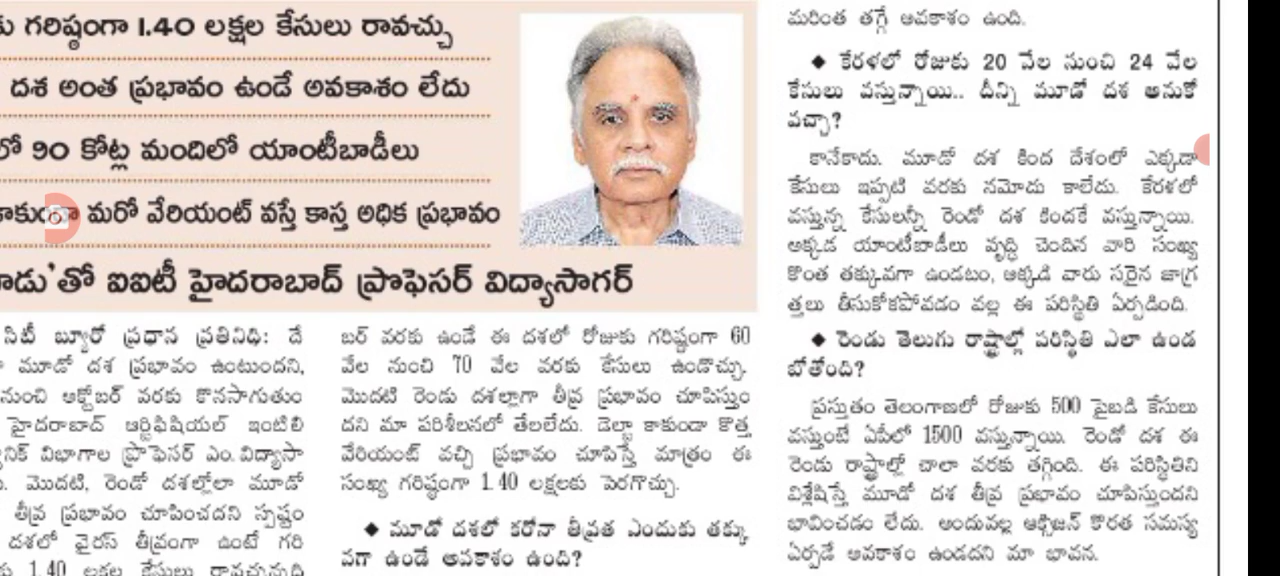 కు గరిష్ఠంగా 1.40 లక్షల కేసులు రావచ్చు
దశ అంత ప్రభావం ఉండే అవకాశం లేదు
లో 90 కోట్ల మందిలో యాంటీబాడీలు
కాకుండా మరో వేరియంట్ వస్తే కాస్త అధిక ప్రభావం
ాడు'తో ఐఐటీ హైదరాబాద్ ప్రొఫెసర్ విద్యాసాగర్
సిటీ బ్యూరో ప్రధాన ప్రతినిధి: దే
మూడో దశ ప్రభావం ఉంటుందని,
నుంచి అక్టోబర్ వరకు కొనసాగుతుం
హైదరాబాద్ ఆర్టిఫిషియల్ ఇంటెలి
నిక్ విభాగాల ప్రొఫెసర్ ఎం.విద్యాసా
. మొదటి, రెండో దశల్లోలా మూడో
తీవ్ర ప్రభావం చూపించదని స్పష్టం
దశలో వైరస్ తీవ్రంగా ఉంటే గరి
కు 1.40 లక్షల కేసులు రావచ్చన్నది
బర్ వరకు ఉండే ఈ దశలో రోజుకు గరిష్ఠంగా 60
వేల నుంచి 70 వేల వరకు కేసులు ఉండొచ్చు.
మొదటి రెండు దశల్లాగా తీవ్ర ప్రభావం చూపిస్తుం
దని మా పరిశీలనలో తేలలేదు. డెల్టా కాకుండా కొత్త
వేరియంట్ వచ్చి ప్రభావం చూపిస్తే మాత్రం ఈ
సంఖ్య గరిష్ఠంగా 1.40 లక్షలకు పెరగొచ్చు.
◆ మూడో దశలో కరోనా తీవ్రత ఎందుకు తక్కు
వగా ఉండే అవకాశం ఉంది?
మరింత తగ్గే అవకాశం ఉంది.
◆ కేరళలో రోజుకు 20 వేల నుంచి 24 వేల
కేసులు వస్తున్నాయి.. దీన్ని మూడో దశ అనుకో
వచ్చా?
కానేకాదు. మూడో దశ కింద దేశంలో ఎక్కడా
కేసులు ఇప్పటి వరకు నమోదు కాలేదు. కేరళలో
వస్తున్న కేసులన్నీ రెండో దశ కిందకే వస్తున్నాయి.
అక్కడ యాంటీబాడీలు వృద్ధి చెందిన వారి సంఖ్య
కొంత తక్కువగా ఉండటం, అక్కడి వారు సరైన జాగ్ర
త్తలు తీసుకోకపోవడం వల్ల ఈ పరిస్థితి ఏర్పడింది.
◆ రెండు తెలుగు రాష్ట్రాల్లో పరిస్థితి ఎలా ఉండ
బోతోంది?
ప్రస్తుతం తెలంగాణలో రోజుకు 500 పైబడి కేసులు
వస్తుంటే ఏపీలో 1500 వస్తున్నాయి. రెండో దశ ఈ
రెండు రాష్ట్రాల్లో చాలా వరకు తగ్గింది. ఈ పరిస్థితిని
విశ్లేషిస్తే మూడో దశ తీవ్ర ప్రభావం చూపిస్తుందని
భావించడం లేదు. అందువల్ల ఆక్సిజన్ కొరత సమస్య
ఏర్పడే అవకాశం ఉండదని మా భావన.